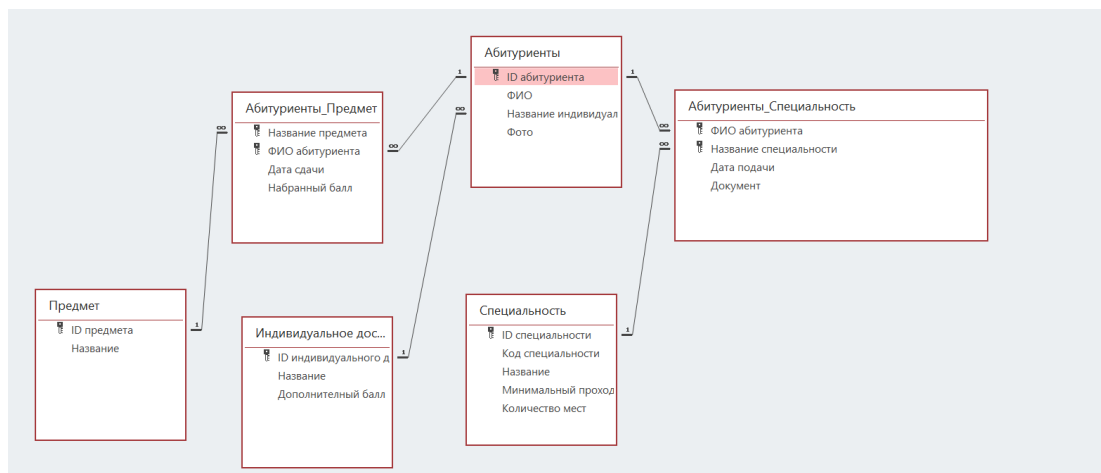 Абитуриенты
ID абитуриента
ФИО
Название индивидуал
Фото
1
∞
1
Абитуриенты_Предмет
Название предмета
ФИО абитуриента
Дата сдачи
Набранный балл
∞
∞
Абитуриенты_Специальность
ФИО абитуриента
Название специальности
Дата подачи
Документ
∞
∞
Предмет
ID предмета
Название
1
Индивидуальное дос...
ID индивидуального д
Название
Дополнителный балл
1
Специальность
ID специальности
Код специальности
Название
Минимальный проход
Количество мест
1